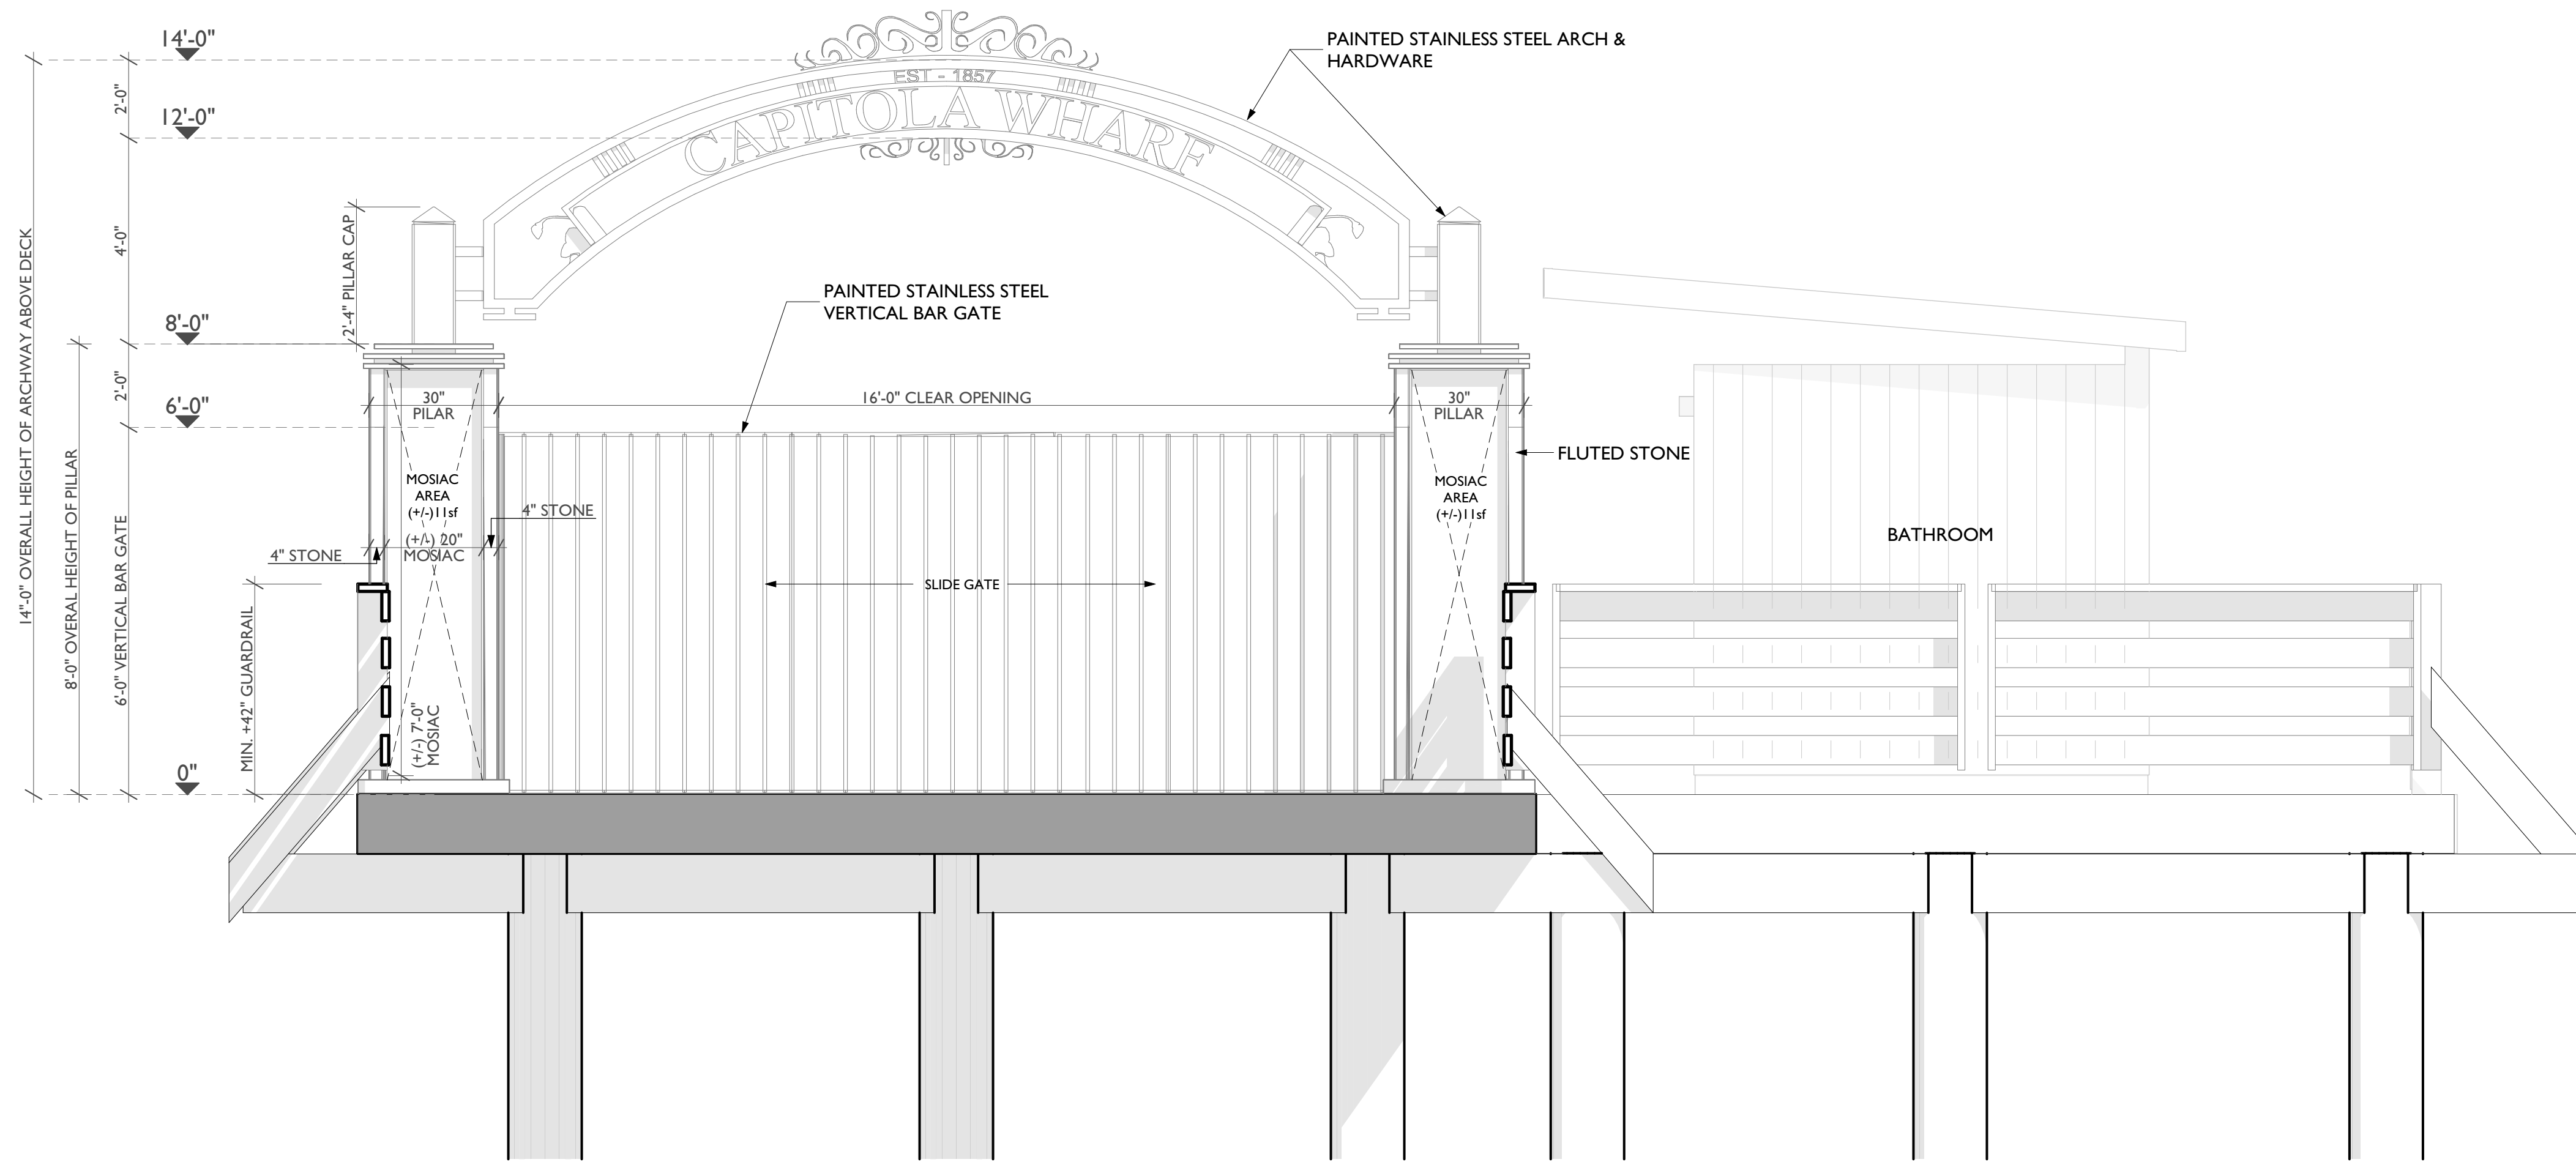 14'-0"
12'-0"
8'-0"
6'-0"
0"
14"-0" OVERALL HEIGHT OF ARCHWAY ABOVE DECK
8'-0" OVERAL HEIGHT OF PILLAR
2'-0"
4'-0"
2'-0"
6'-0" VERTICAL BAR GATE
MIN. +42" GUARDRAIL
2'-4" PILLAR CAP
EST - 1857
CAPITOLA WHARF
PAINTED STAINLESS STEEL ARCH &
HARDWARE
PAINTED STAINLESS STEEL
VERTICAL BAR GATE
30"
PILAR
16'-0" CLEAR OPENING
30"
PILLAR
FLUTED STONE
MOSIAC
AREA
(+/-)11sf
(+/-) 20"
MOSIAC
4" STONE
4" STONE
(+/-) 7'-0"
MOSIAC
SLIDE GATE
MOSIAC
AREA
(+/-)11sf
BATHROOM